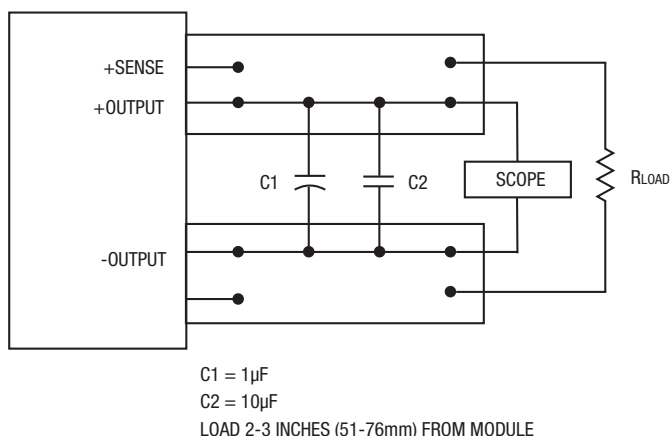 +SENSE
+OUTPUT
C1
C2
SCOPE
RLOAD
-OUTPUT
C1 = 1µF
C2 = 10µF
LOAD 2-3 INCHES (51-76mm) FROM MODULE